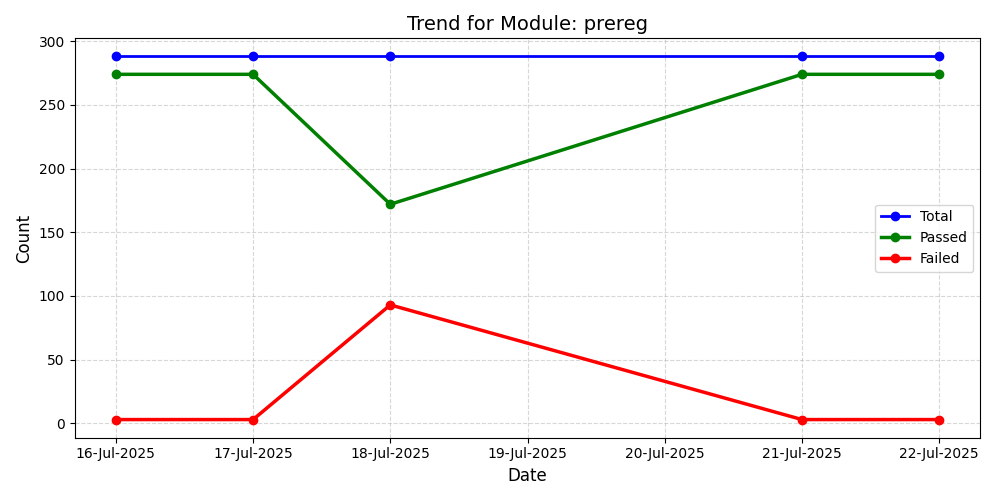 Trend for Module: prereg
300
250
200
150
100
50
0
Count
Total
Passed
Failed
16-Jul-2025
17-Jul-2025
18-Jul-2025
19-Jul-2025
20-Jul-2025
21-Jul-2025
22-Jul-2025
Date